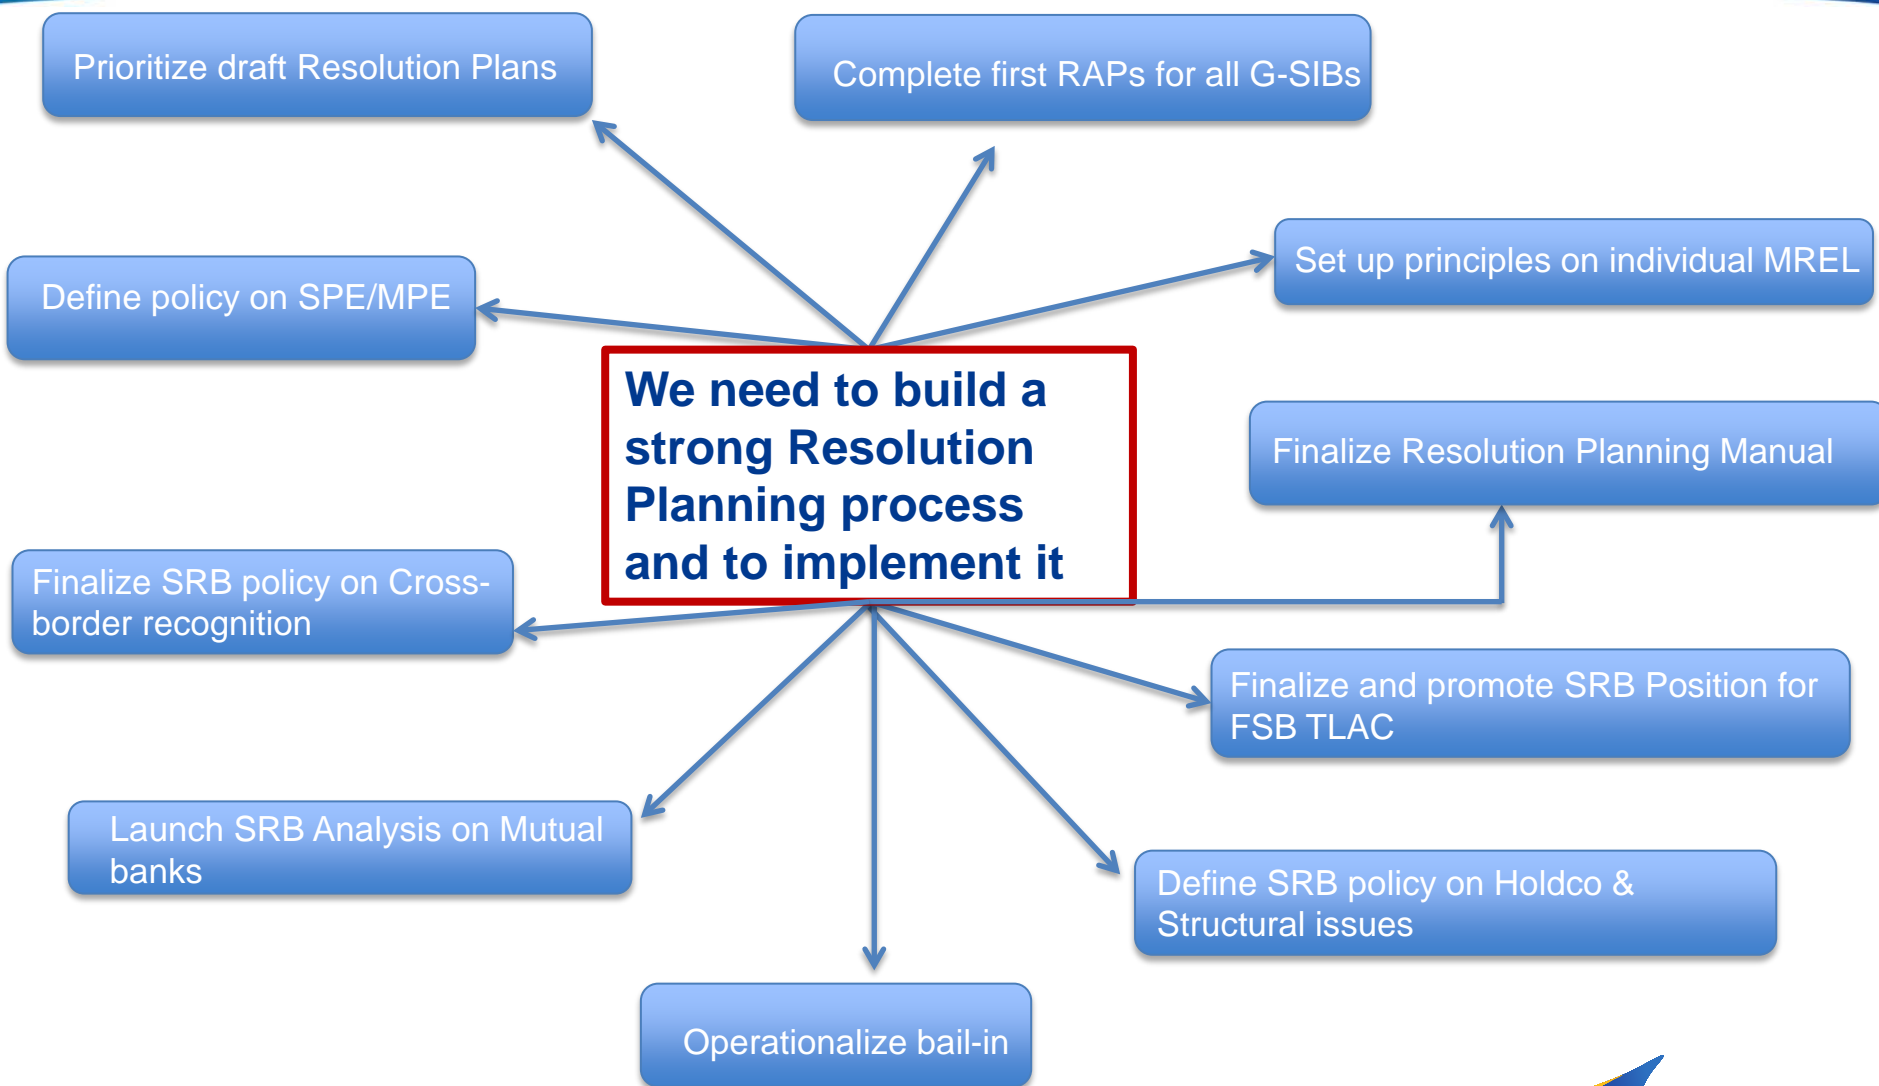 Prioritize draft Resolution Plans
Complete first RAPs for all G-SIBs
Set up principles on individual MREL
Define policy on SPE/MPE
We need to build a
strong Resolution
Planning process
and to implement it
Finalize Resolution Planning Manual
Finalize SRB policy on Cross-
border recognition
Finalize and promote SRB Position for
FSB TLAC
Launch SRB Analysis on Mutual
banks
Define SRB policy on Holdco &
Structural issues
Operationalize bail-in